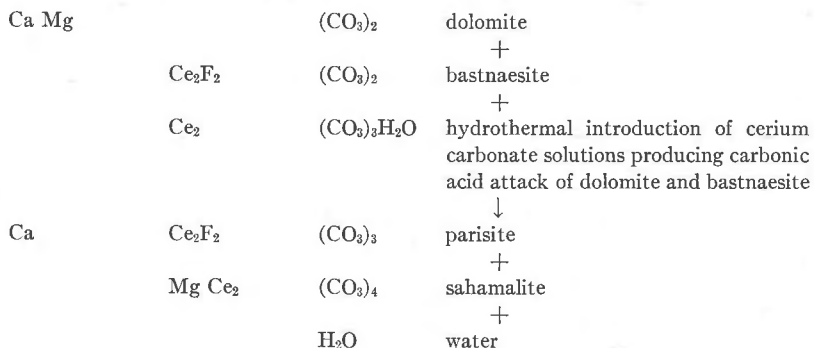 Ca Mg (CO₃)₂ dolomite
+
Ce₂F₂ (CO₃)₂ bastnaesite
+
Ce₂ (CO₃)₃H₂O hydrothermal introduction of cerium
carbonate solutions producing carbonic
acid attack of dolomite and bastnaesite
↓
Ca Ce₂F₂ (CO₃)₃ parisite
+
Mg Ce₂ (CO₃)₄ sahamalite
+
H₂O water